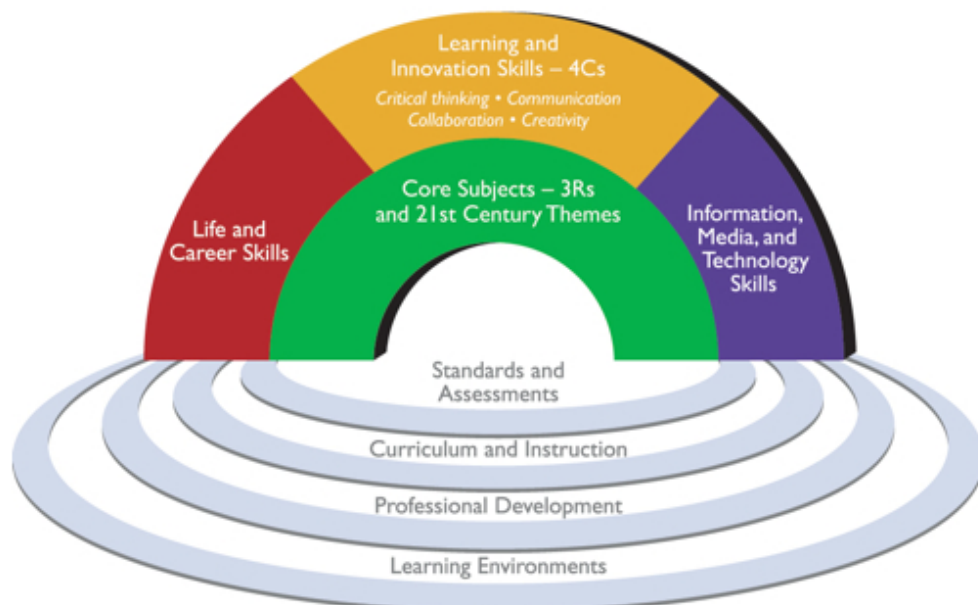 Learning and
Innovation Skills – 4Cs
Critical thinking • Communication
Collaboration • Creativity
Core Subjects – 3Rs
and 21st Century Themes
Life and
Career Skills
Information,
Media, and
Technology
Skills
Standards and
Assessments
Curriculum and Instruction
Professional Development
Learning Environments